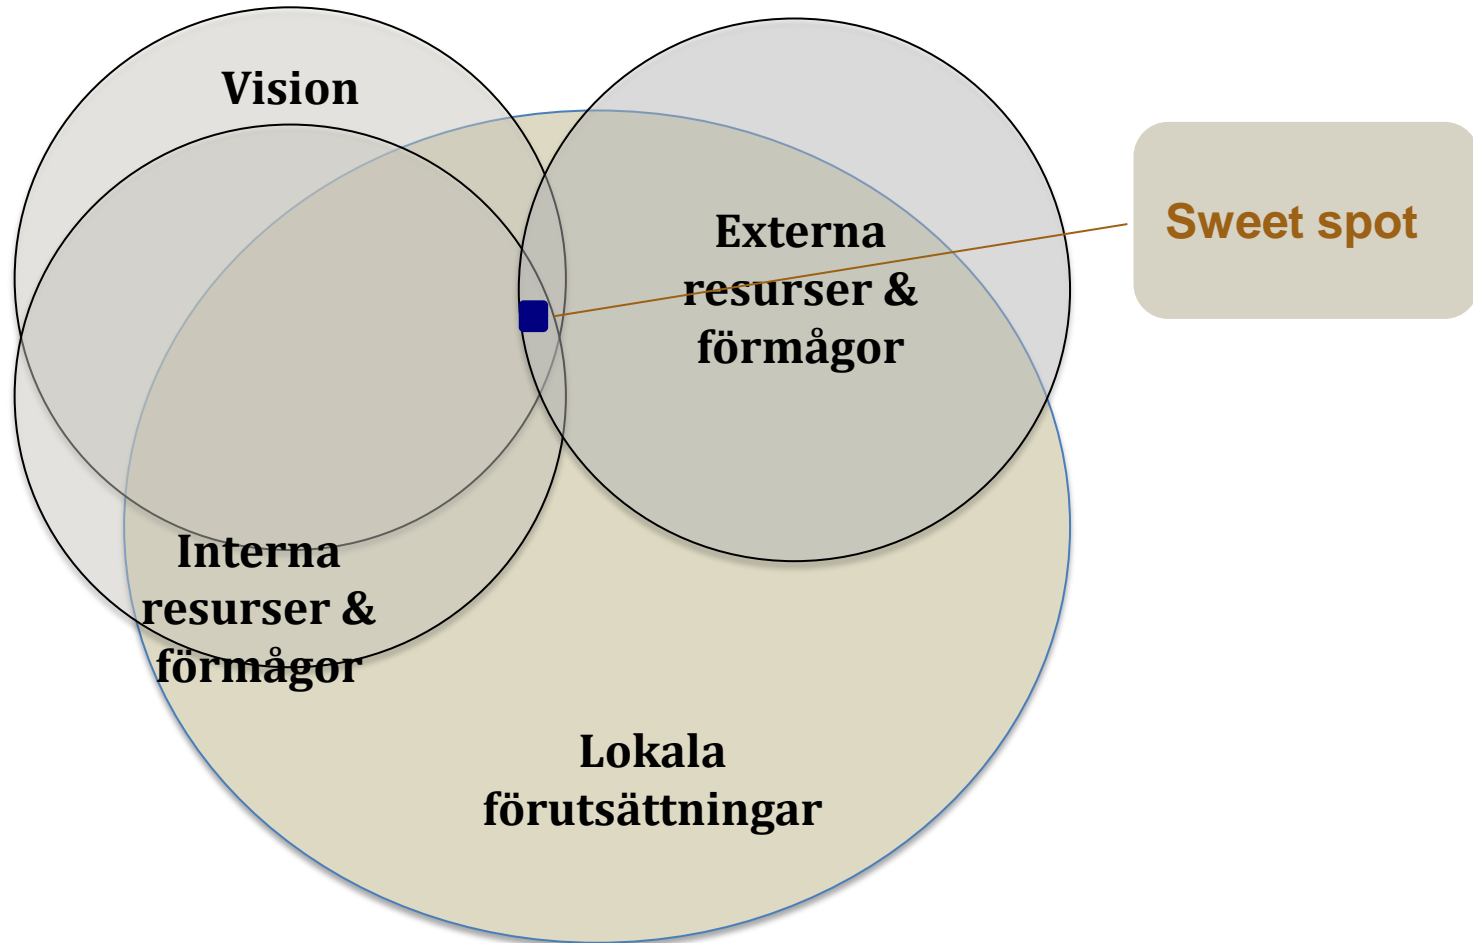 Vision
Externa
resurser &
förmågor
Sweet spot
Interna
resurser &
förmågor
Lokala
förutsättningar